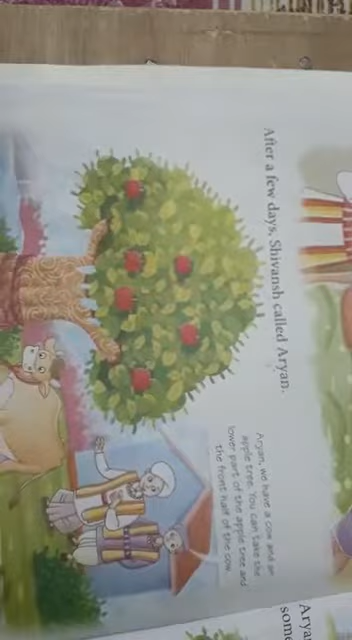 After a few days, Shivansh called Aryan.
Aryan, we have a cow and an
apple tree. You can take the
lower part of the apple tree and
the front half of the cow.
Arya
some